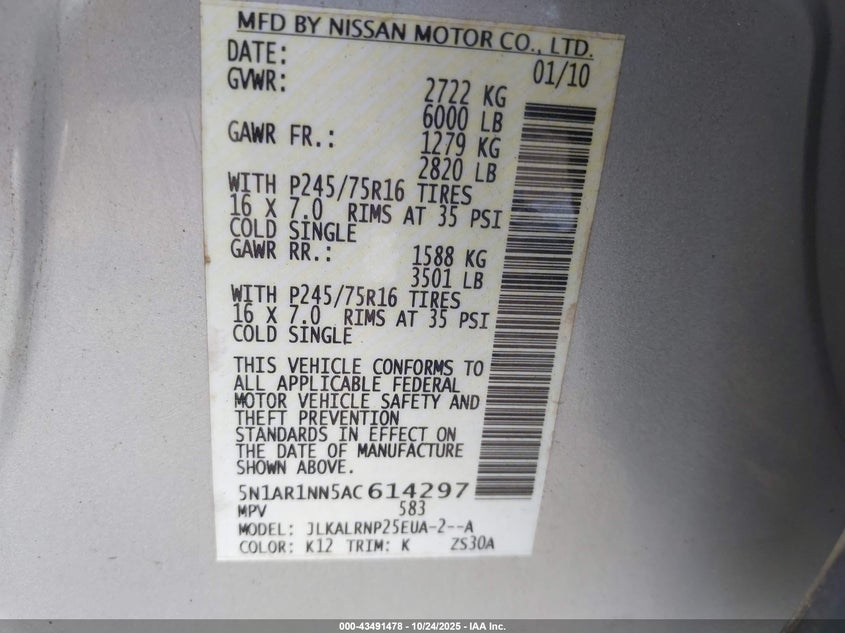 MFD BY NISSAN MOTOR CO., LTD.
DATE: 01/10
GVWR: 2722 KG
6000 LB
GAWR FR.: 1279 KG
2820 LB
WITH P245/75R16 TIRES
16 X 7.0 RIMS AT 35 PSI
COLD SINGLE
GAWR RR.: 1588 KG
3501 LB
WITH P245/75R16 TIRES
16 X 7.0 RIMS AT 35 PSI
COLD SINGLE
THIS VEHICLE CONFORMS TO
ALL APPLICABLE FEDERAL
MOTOR VEHICLE SAFETY AND
THEFT PREVENTION
STANDARDS IN EFFECT ON
THE DATE OF MANUFACTURE
SHOWN ABOVE.
5N1AR1NN5AC614297
MPV 583
MODEL: JLKALRNP25EUA-2--A
COLOR: K12 TRIM: K ZS30A
000-43491478 - 10/24/2025 - IAA Inc.